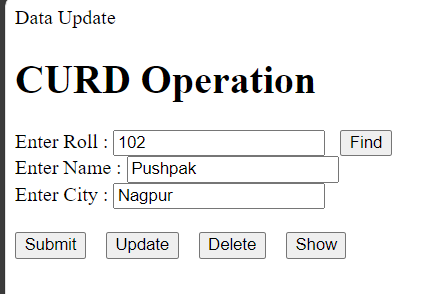 Data Update
CURD Operation
Enter Roll : 102 Find
Enter Name : Pushpak
Enter City : Nagpur
Submit Update Delete Show